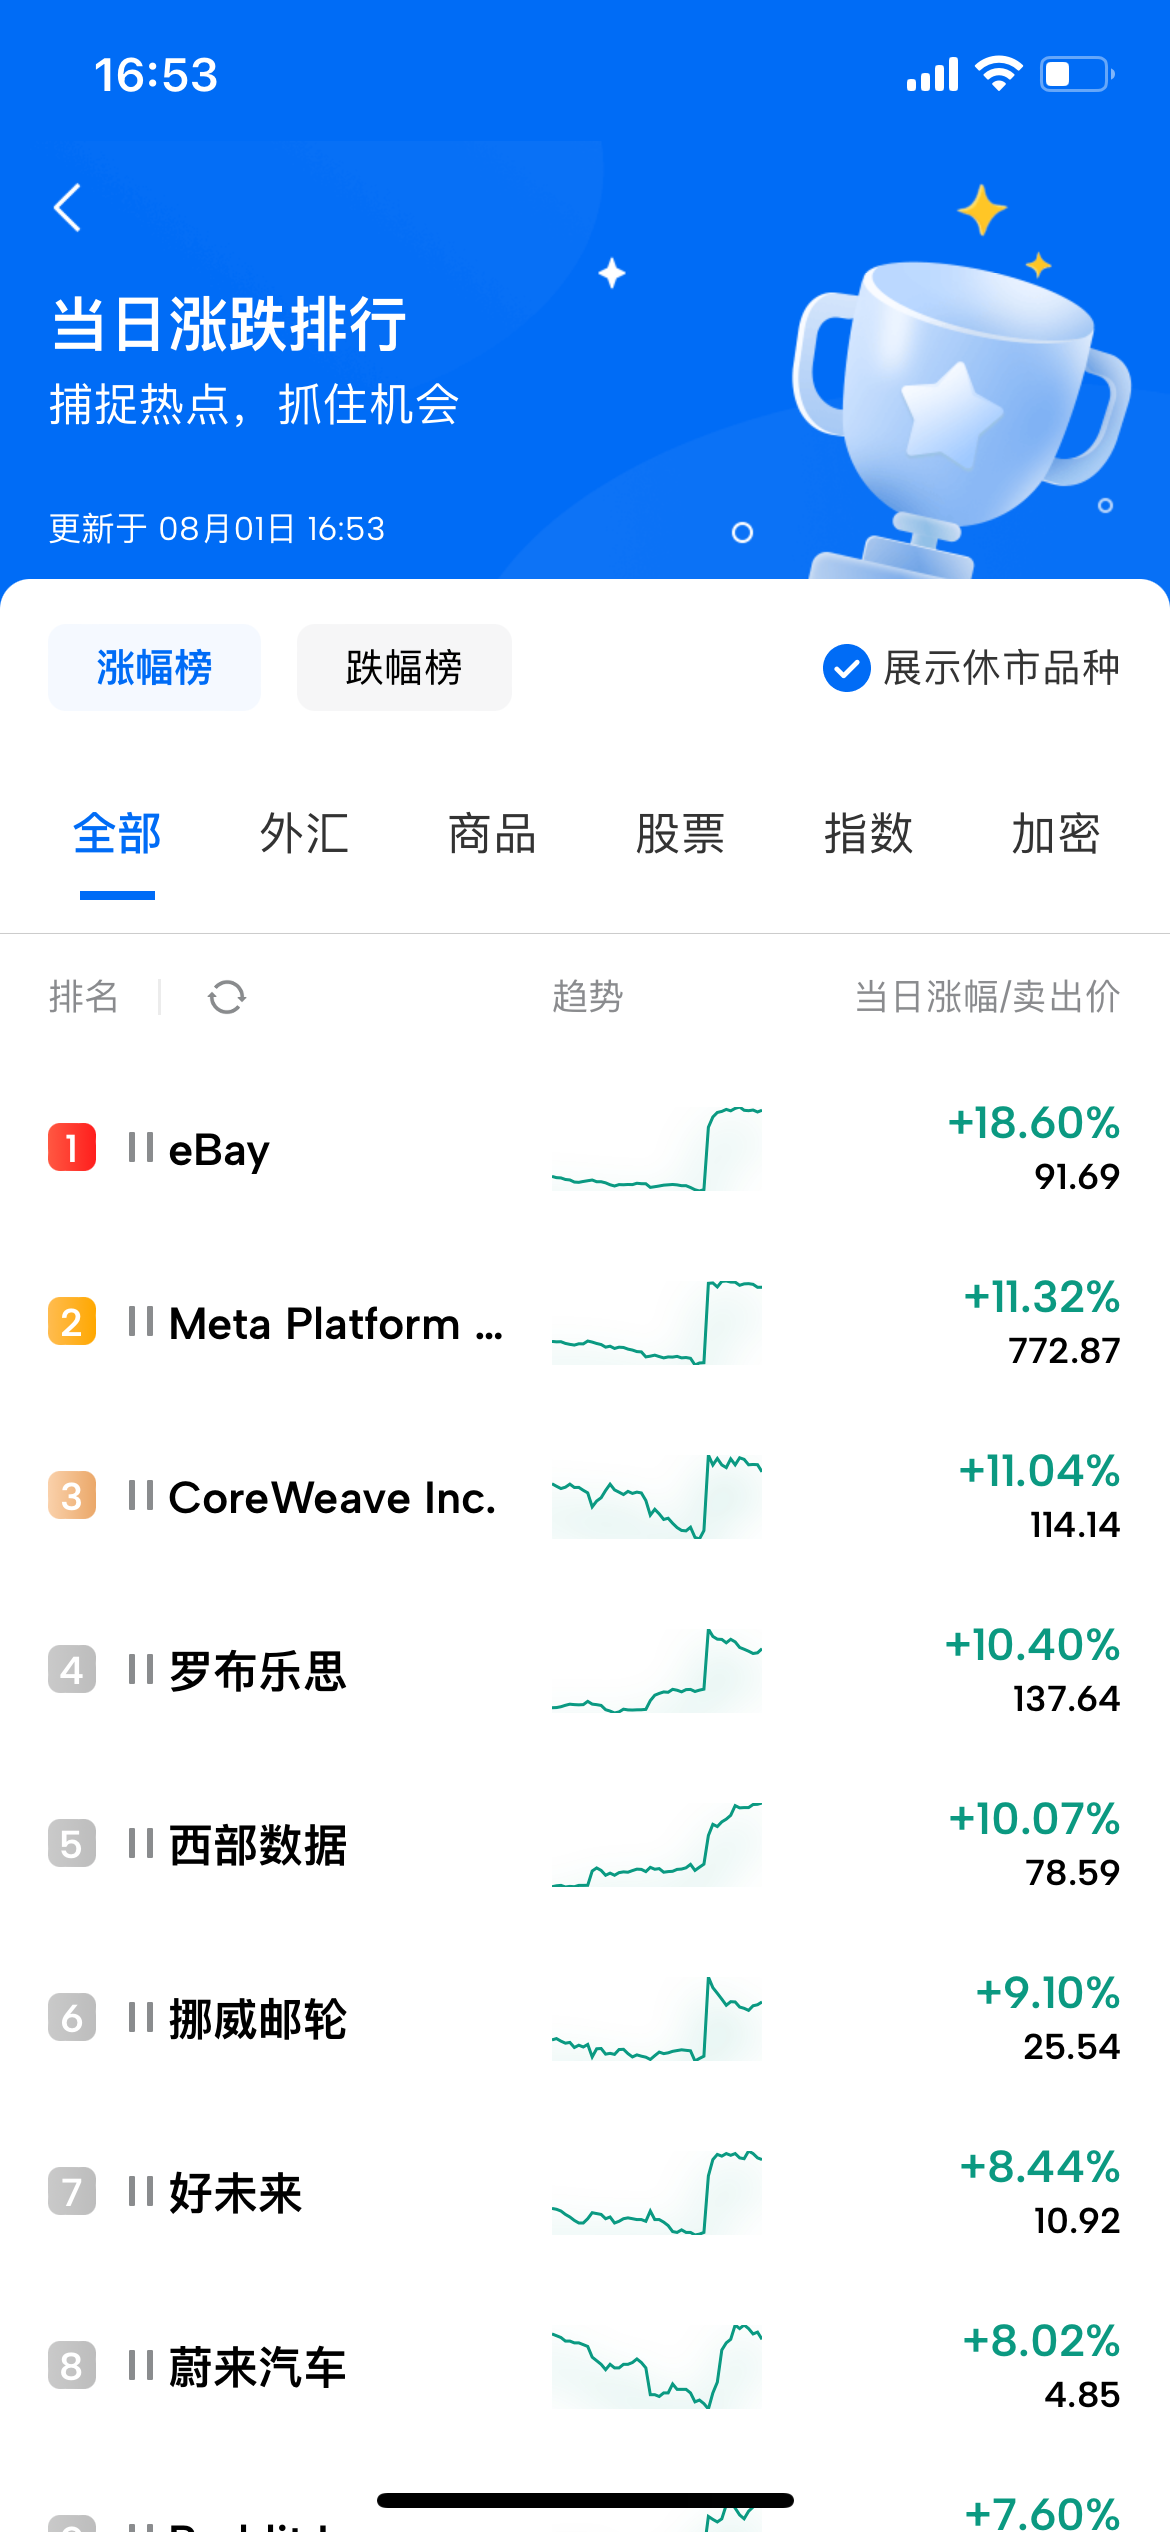 16:53
当日涨跌排行
捕捉热点，抓住机会
更新于 08月01日 16:53
涨幅榜 跌幅榜 展示休市品种
全部 外汇 商品 股票 指数 加密
排名 趋势 当日涨幅/卖出价
1 eBay +18.60%
91.69
2 Meta Platform ... +11.32%
772.87
3 CoreWeave Inc. +11.04%
114.14
4 罗布乐思 +10.40%
137.64
5 西部数据 +10.07%
78.59
6 挪威邮轮 +9.10%
25.54
7 好未来 +8.44%
10.92
8 蔚来汽车 +8.02%
4.85
+7.60%